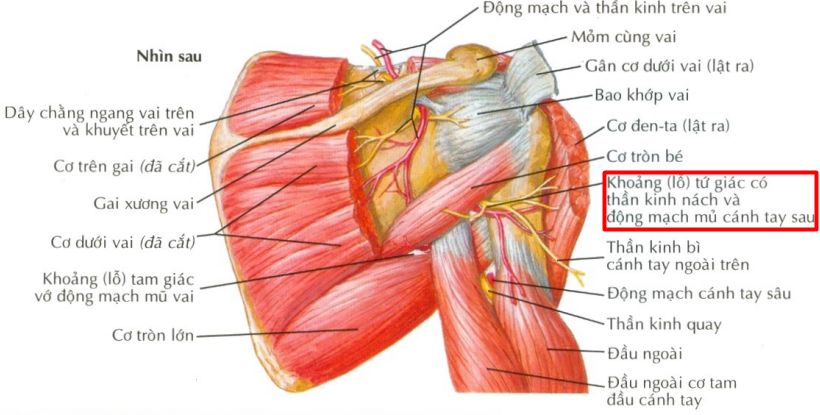 Động mạch và thần kinh trên vai
Nhìn sau
Mỏm cùng vai
Gân cơ dưới vai (lật ra)
Bao khớp vai
Dây chằng ngang vai trên
và khuyết trên vai
Cơ đen-ta (lật ra)
Cơ trên gai (đã cắt)
Cơ tròn bé
Gai xương vai
Khoảng (lỗ) tứ giác có
thần kinh nách và
động mạch mủ cánh tay sau
Cơ dưới vai (đã cắt)
Thần kinh bì
cánh tay ngoài trên
Khoảng (lỗ) tam giác
vớ động mạch mũ vai
Động mạch cánh tay sâu
Thần kinh quay
Cơ tròn lớn
Đầu ngoài
Đầu ngoài cơ tam
đầu cánh tay